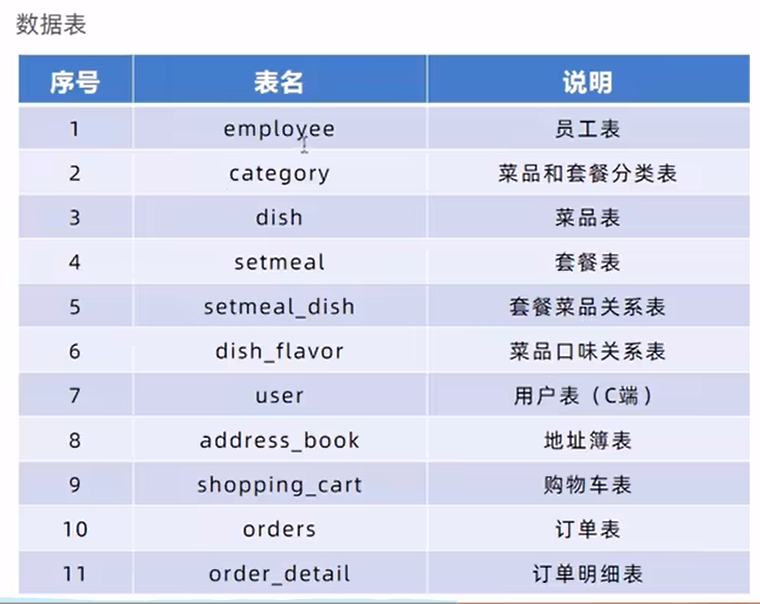 数据表
序号 表名 说明
1 employee 员工表
2 category 菜品和套餐分类表
3 dish 菜品表
4 setmeal 套餐表
5 setmeal_dish 套餐菜品关系表
6 dish_flavor 菜品口味关系表
7 user 用户表（C端）
8 address_book 地址簿表
9 shopping_cart 购物车表
10 orders 订单表
11 order_detail 订单明细表